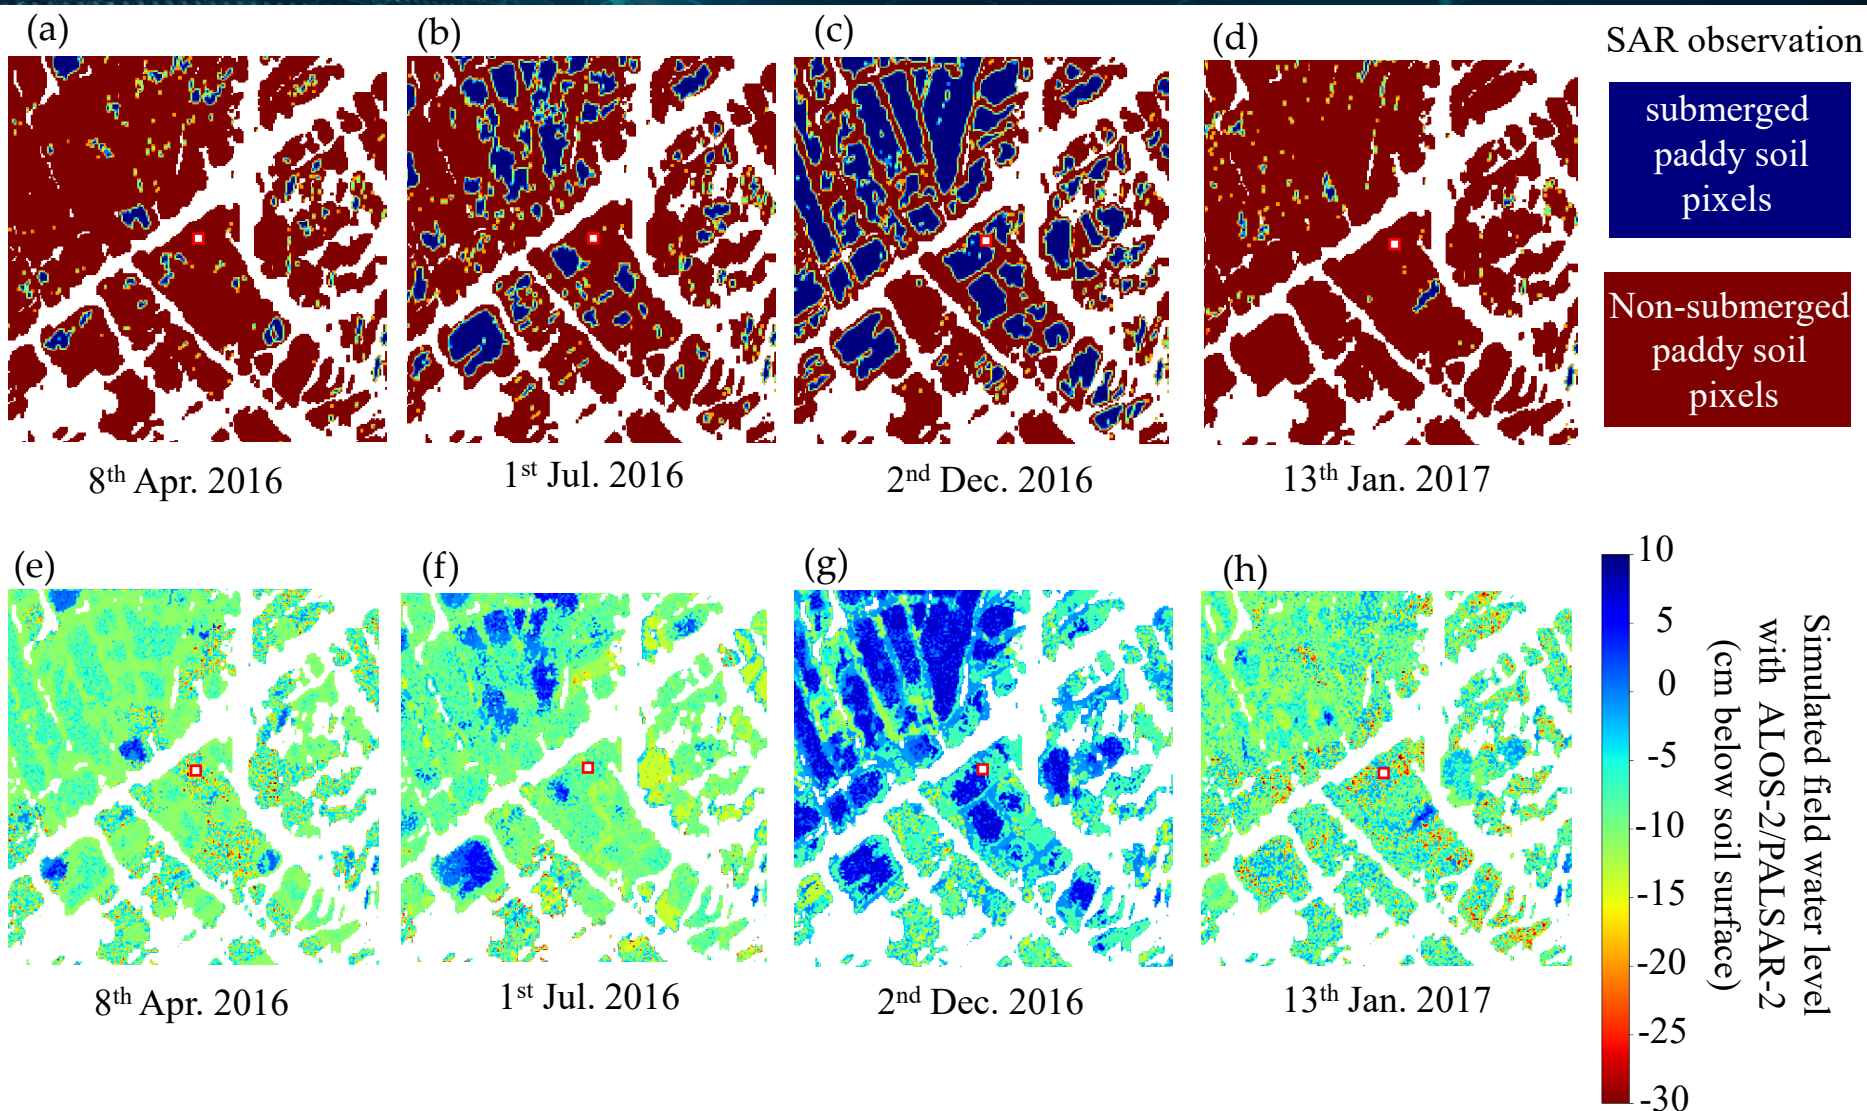 (a)
(b)
(c)
(d)
SAR observation
submerged
paddy soil
pixels
Non-submerged
paddy soil
pixels
8th Apr. 2016
1st Jul. 2016
2nd Dec. 2016
13th Jan. 2017
(e)
(f)
(g)
(h)
10
5
0
-5
-10
-15
-20
-25
-30
Simulated field water level
with ALOS-2/PALSAR-2
(cm below soil surface)
8th Apr. 2016
1st Jul. 2016
2nd Dec. 2016
13th Jan. 2017